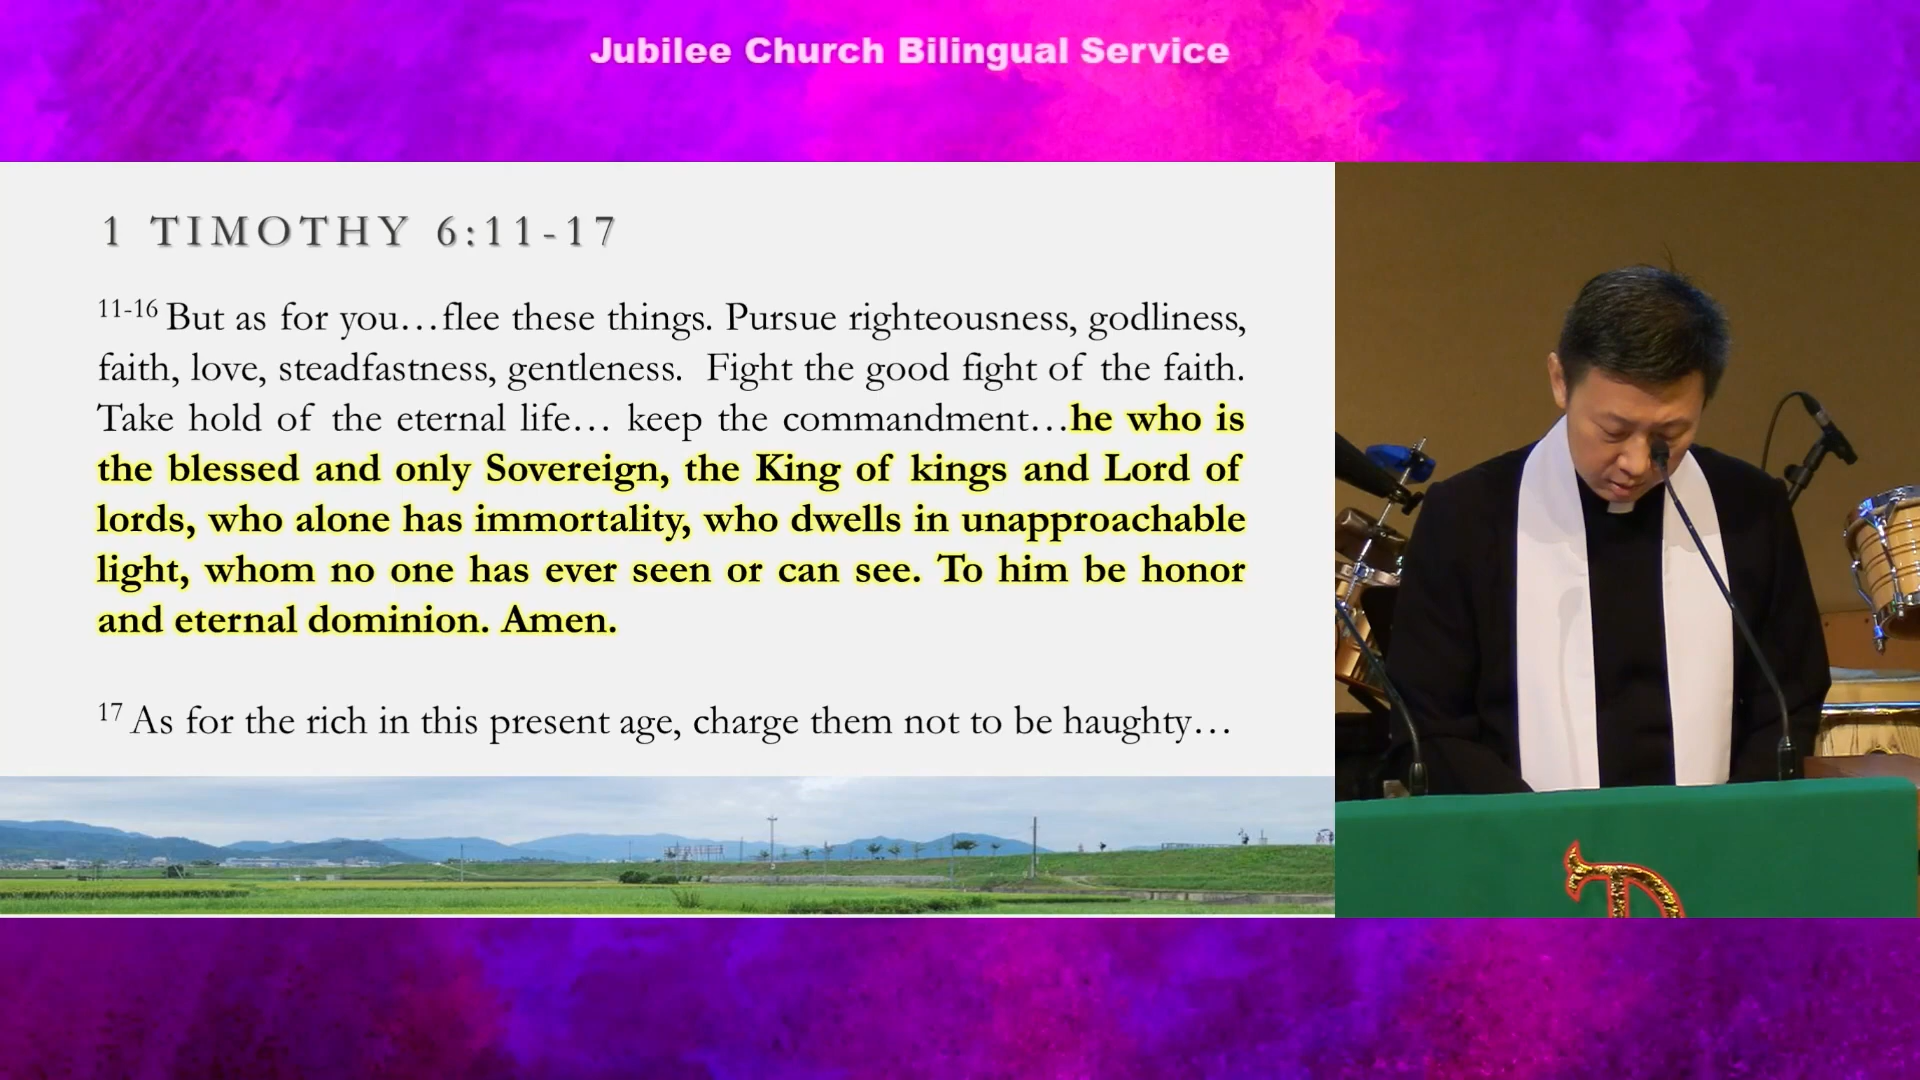 Jubilee Church Bilingual Service
1 TIMOTHY 6:11-17
11-16 But as for you…flee these things. Pursue righteousness, godliness,
faith, love, steadfastness, gentleness. Fight the good fight of the faith.
Take hold of the eternal life… keep the commandment…he who is
the blessed and only Sovereign, the King of kings and Lord of
lords, who alone has immortality, who dwells in unapproachable
light, whom no one has ever seen or can see. To him be honor
and eternal dominion. Amen.
17 As for the rich in this present age, charge them not to be haughty…